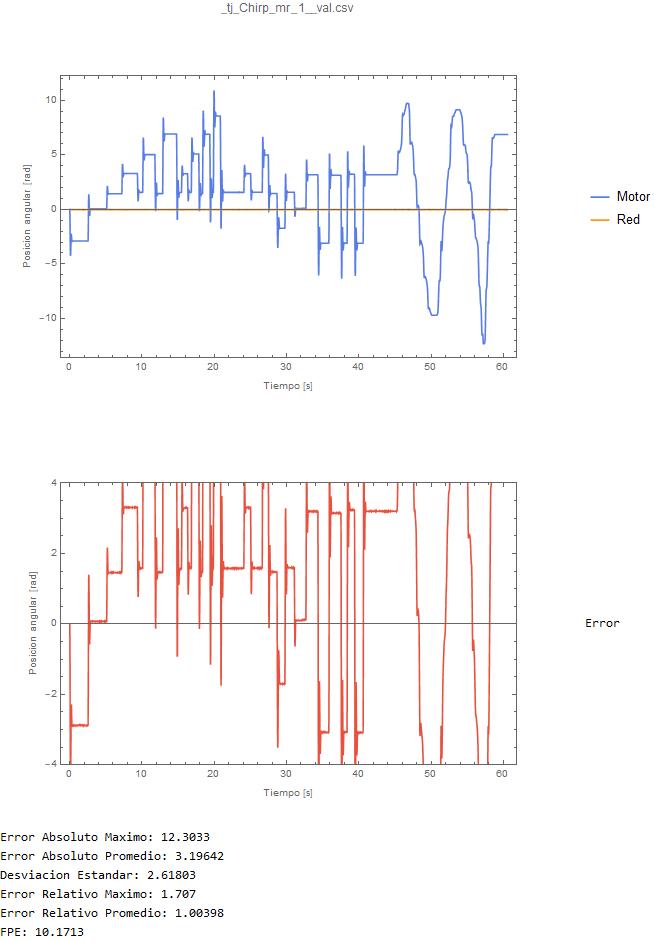 _tj_Chirp_mr_1__val.csv
10
5
0
−5
−10
Posicion angular [rad]
0 10 20 30 40 50 60
Tiempo [s]
Motor
Red
4
2
0
−2
−4
Posicion angular [rad]
0 10 20 30 40 50 60
Tiempo [s]
Error
Error Absoluto Maximo: 12.3033
Error Absoluto Promedio: 3.19642
Desviacion Estandar: 2.61803
Error Relativo Maximo: 1.707
Error Relativo Promedio: 1.00398
FPE: 10.1713